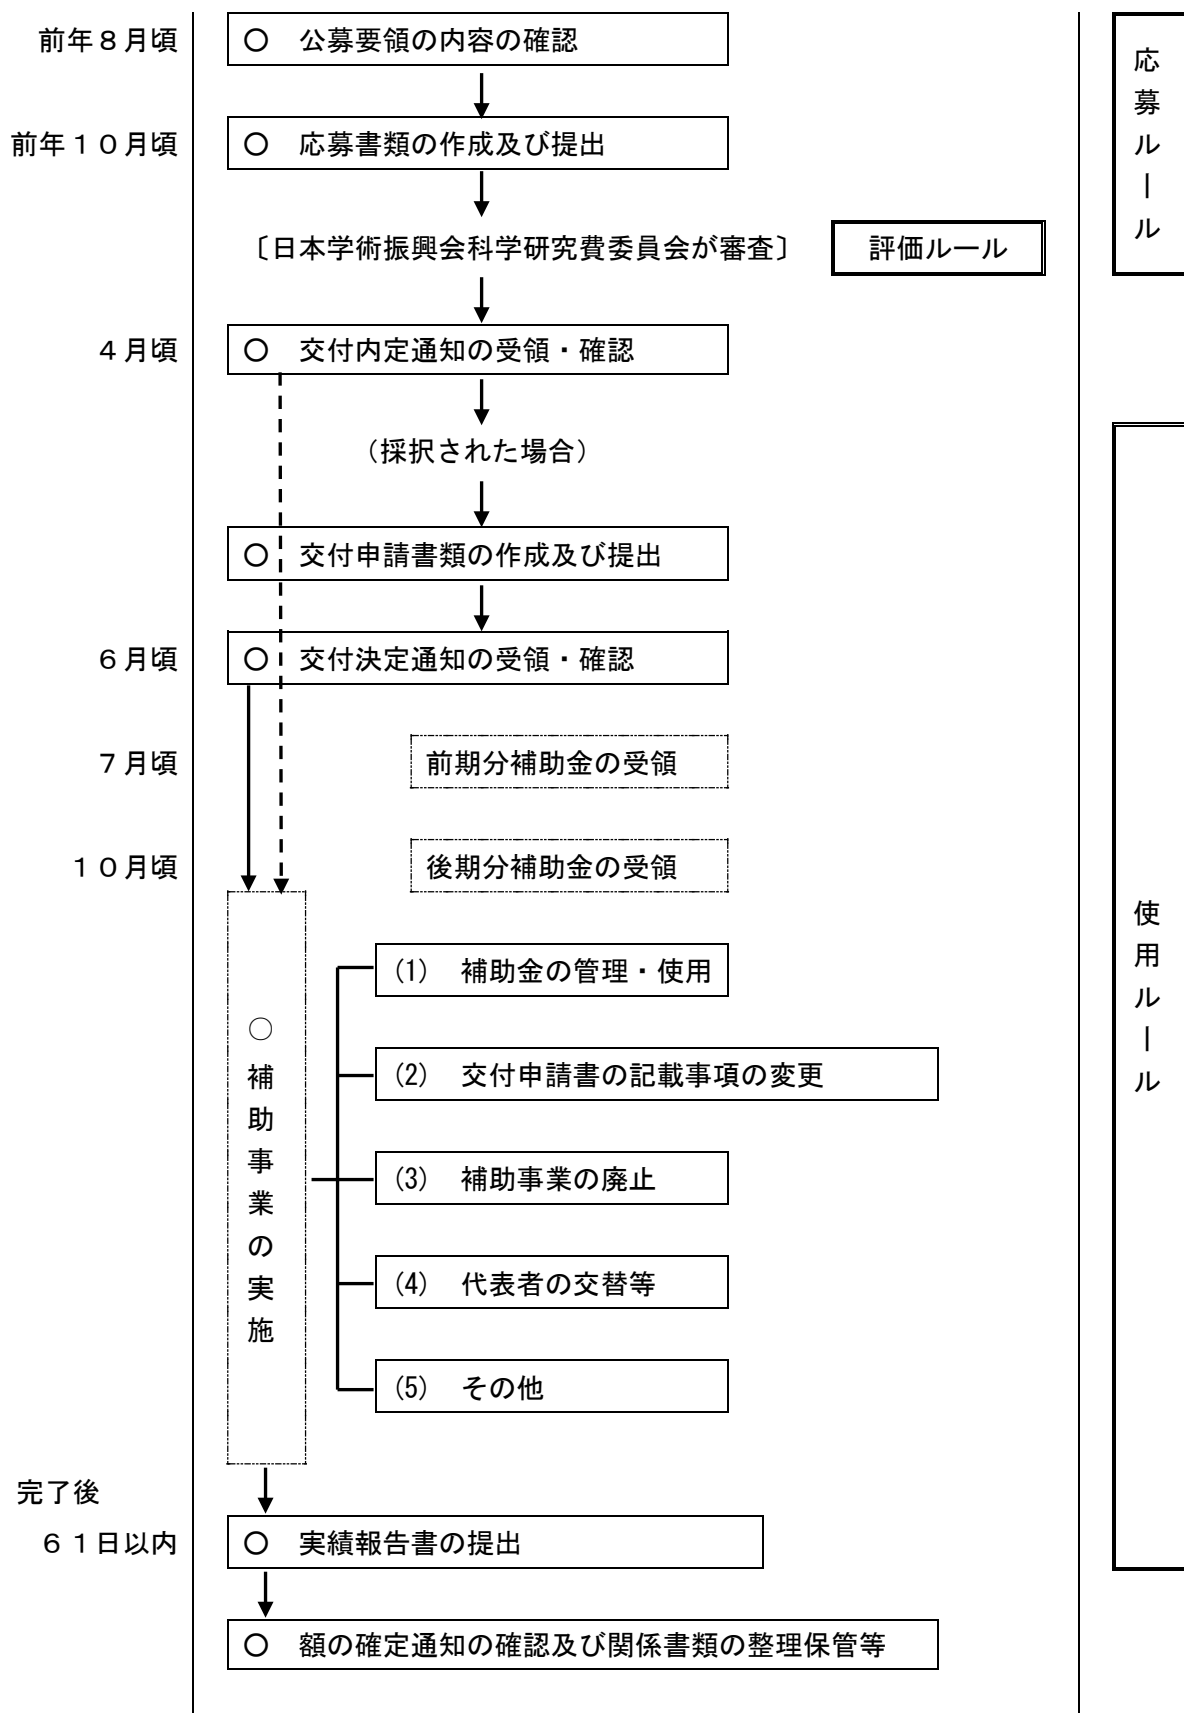 前年８月頃
○　公募要領の内容の確認
前年１０月頃
○　応募書類の作成及び提出
〔日本学術振興会科学研究費委員会が審査〕
評価ルール
４月頃
○　交付内定通知の受領・確認
（採択された場合）
○　交付申請書類の作成及び提出
６月頃
○　交付決定通知の受領・確認
７月頃
前期分補助金の受領
１０月頃
後期分補助金の受領
○補助事業の実施
(1)　補助金の管理・使用
(2)　交付申請書の記載事項の変更
(3)　補助事業の廃止
(4)　代表者の交替等
(5)　その他
完了後
６１日以内
○　実績報告書の提出
○　額の確定通知の確認及び関係書類の整理保管等
応募ルール
使用ルール